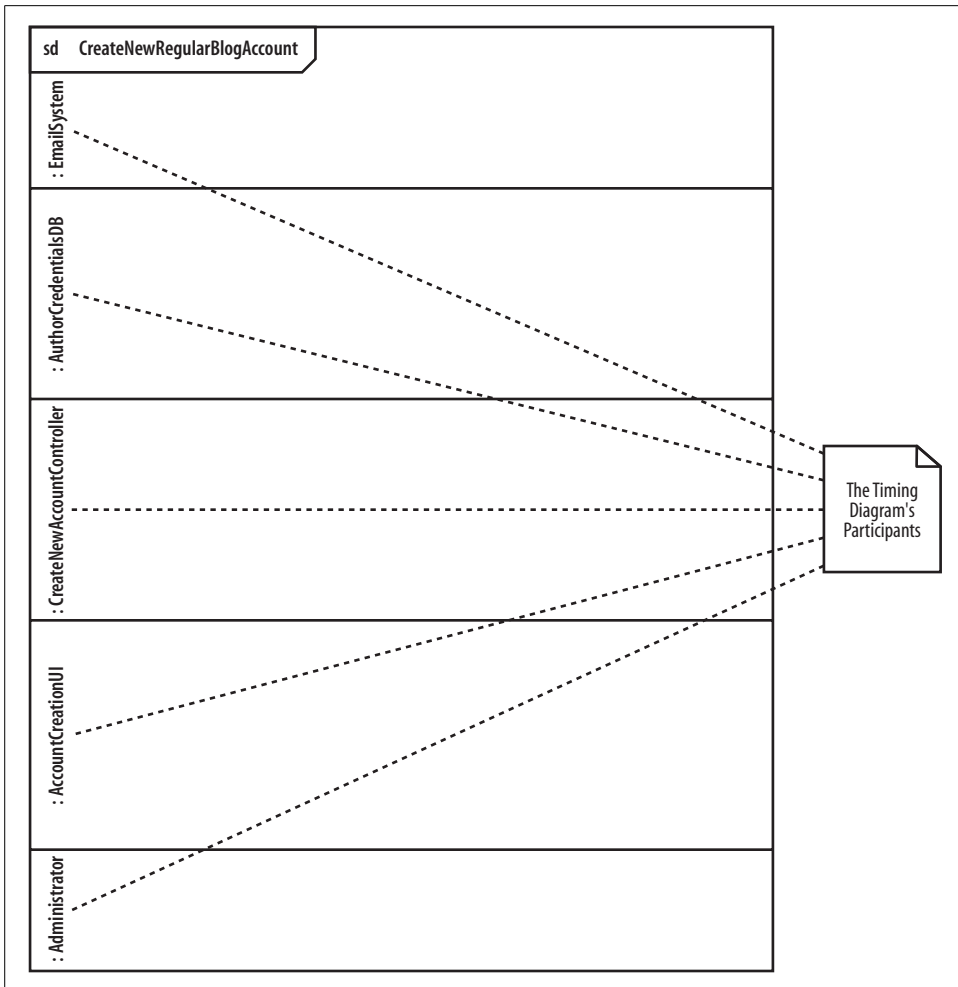 sd CreateNewRegularBlogAccount
: EmailSystem
: AuthorCredentialsDB
: CreateNewAccountController
: AccountCreationUI
: Administrator
The Timing
Diagram's
Participants